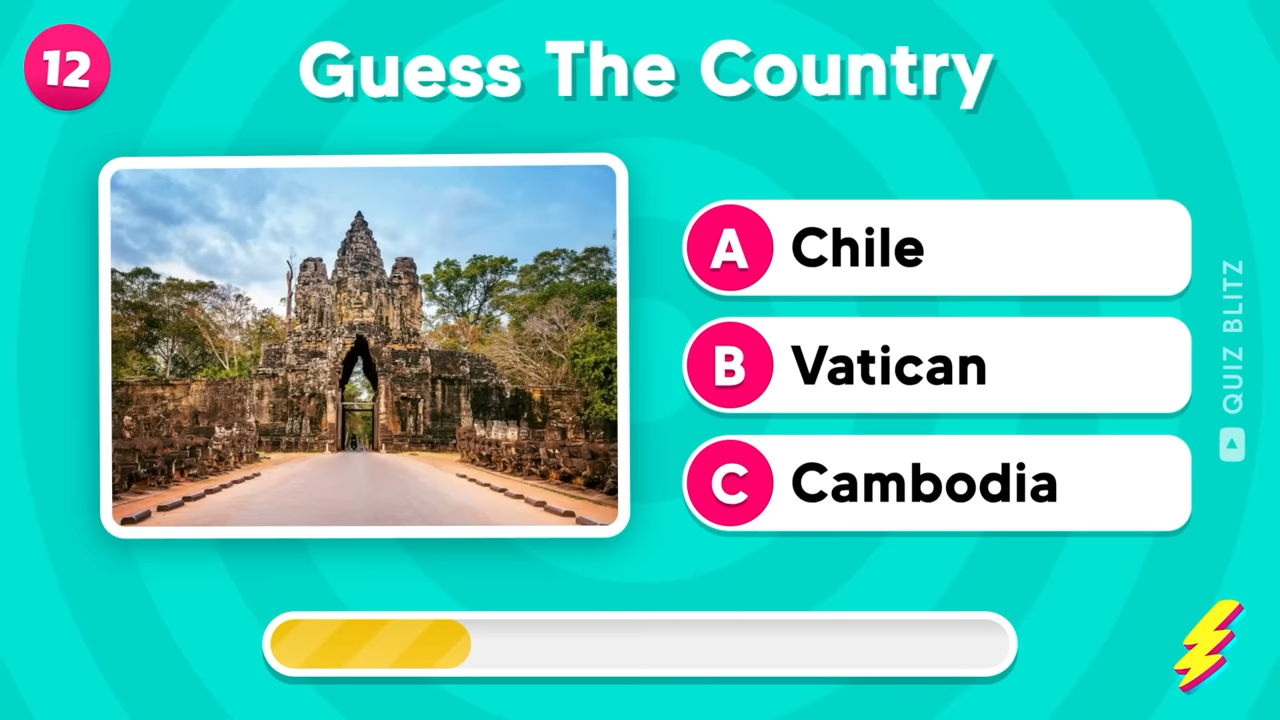 12
Guess The Country
A Chile
B Vatican
C Cambodia
QUIZ BLITZ